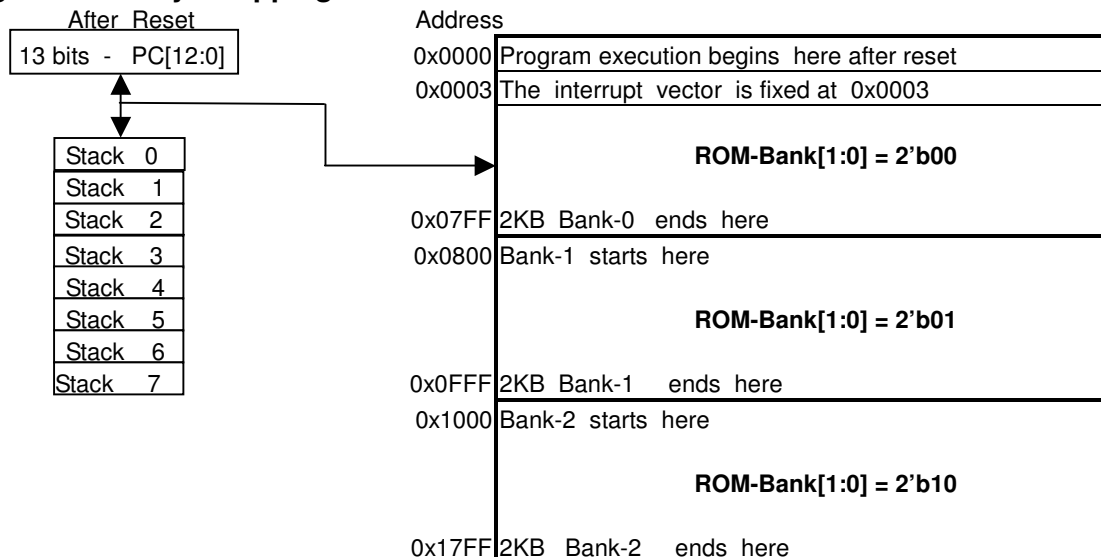 After Reset
13 bits - PC[12:0]
Stack 0
Stack 1
Stack 2
Stack 3
Stack 4
Stack 5
Stack 6
Stack 7
Address
0x0000 Program execution begins here after reset
0x0003 The interrupt vector is fixed at 0x0003
ROM-Bank[1:0] = 2'b00
0x07FF 2KB Bank-0 ends here
0x0800 Bank-1 starts here
ROM-Bank[1:0] = 2'b01
0x0FFF 2KB Bank-1 ends here
0x1000 Bank-2 starts here
ROM-Bank[1:0] = 2'b10
0x17FF 2KB Bank-2 ends here